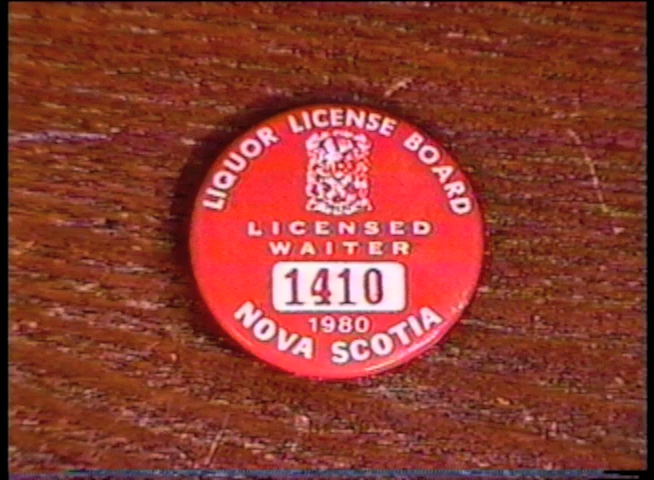 LIQUOR LICENSE BOARD
LICENSED
WAITER
1410
1980
NOVA SCOTIA